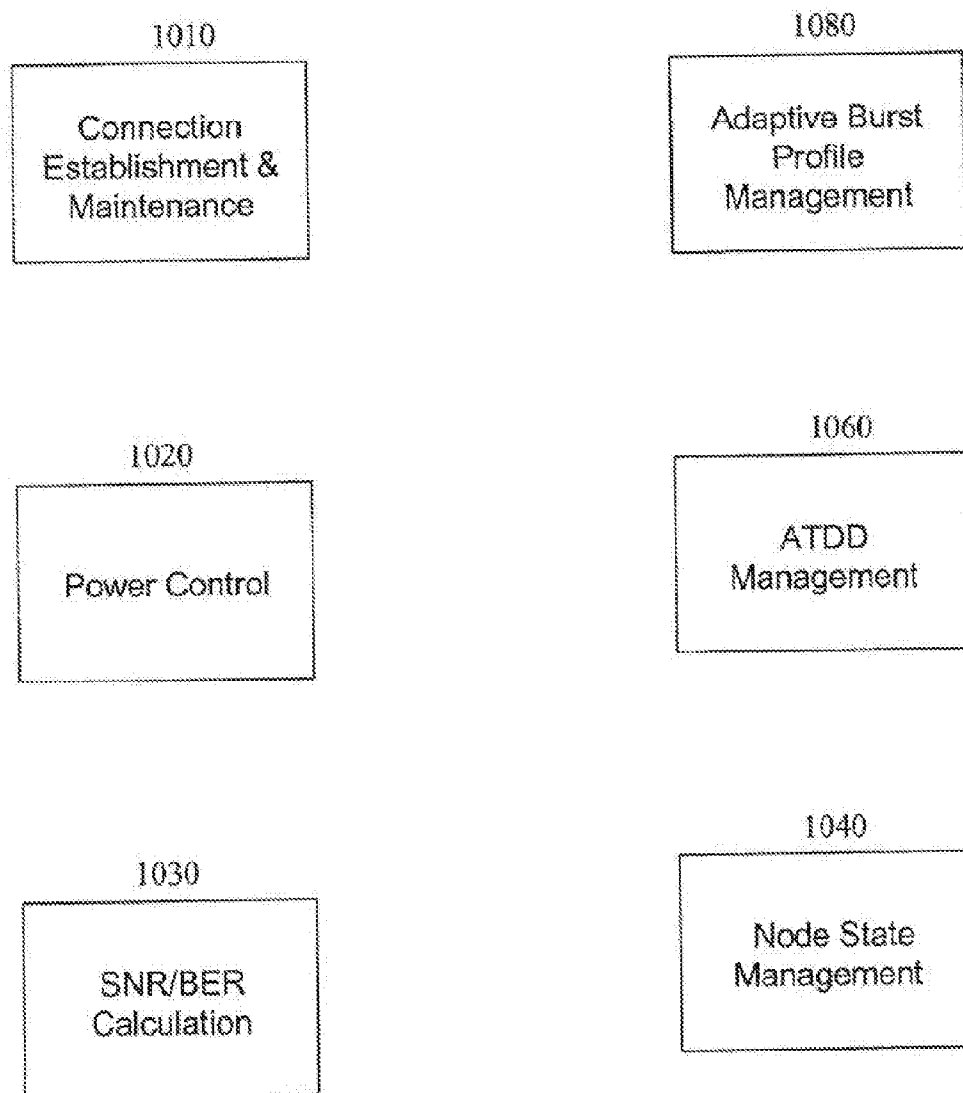 1010
Connection
Establishment &
Maintenance
1080
Adaptive Burst
Profile
Management
1020
Power Control
1060
ATDD
Management
1030
SNR/BER
Calculation
1040
Node State
Management